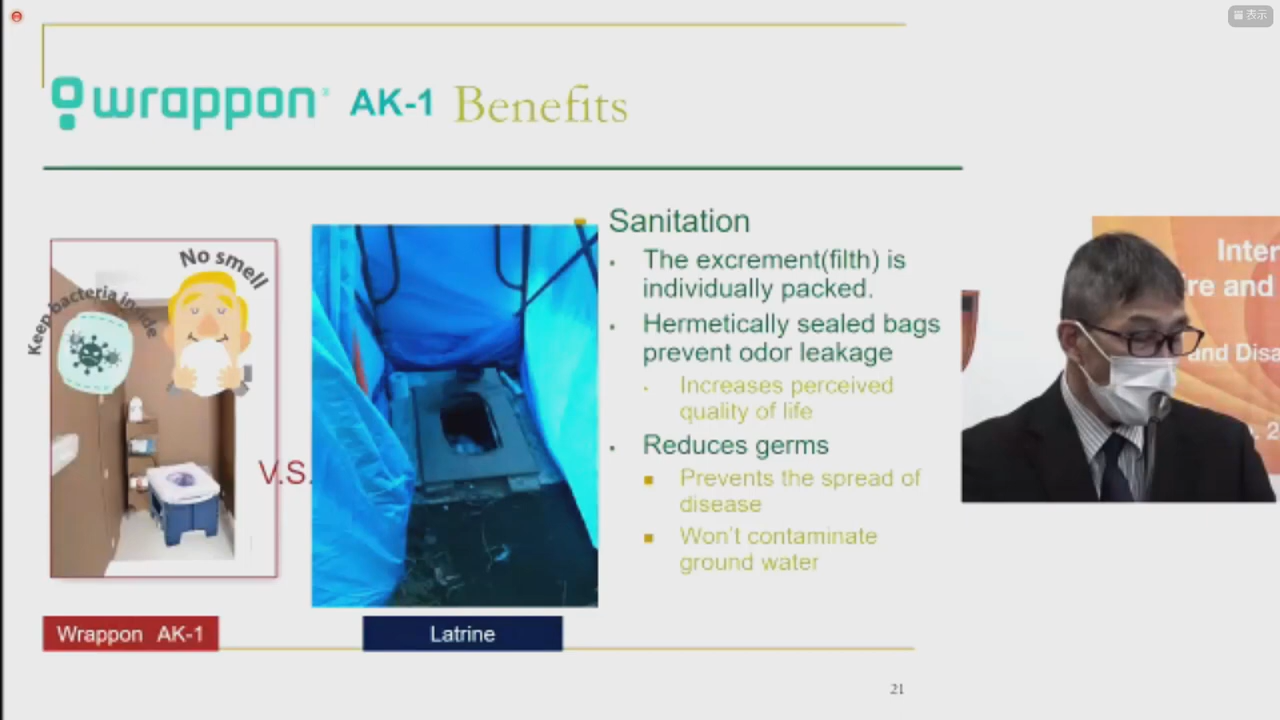 表示
wrappon AK-1 Benefits
No smell
Keep bacteria inside
V.S.
Sanitation
The excrement(filth) is
individually packed.
Hermetically sealed bags
prevent odor leakage
Increases perceived
quality of life
Reduces germs
Prevents the spread of
disease
Won't contaminate
ground water
Inter
re and
and Disa
Wrappon AK-1
Latrine
21